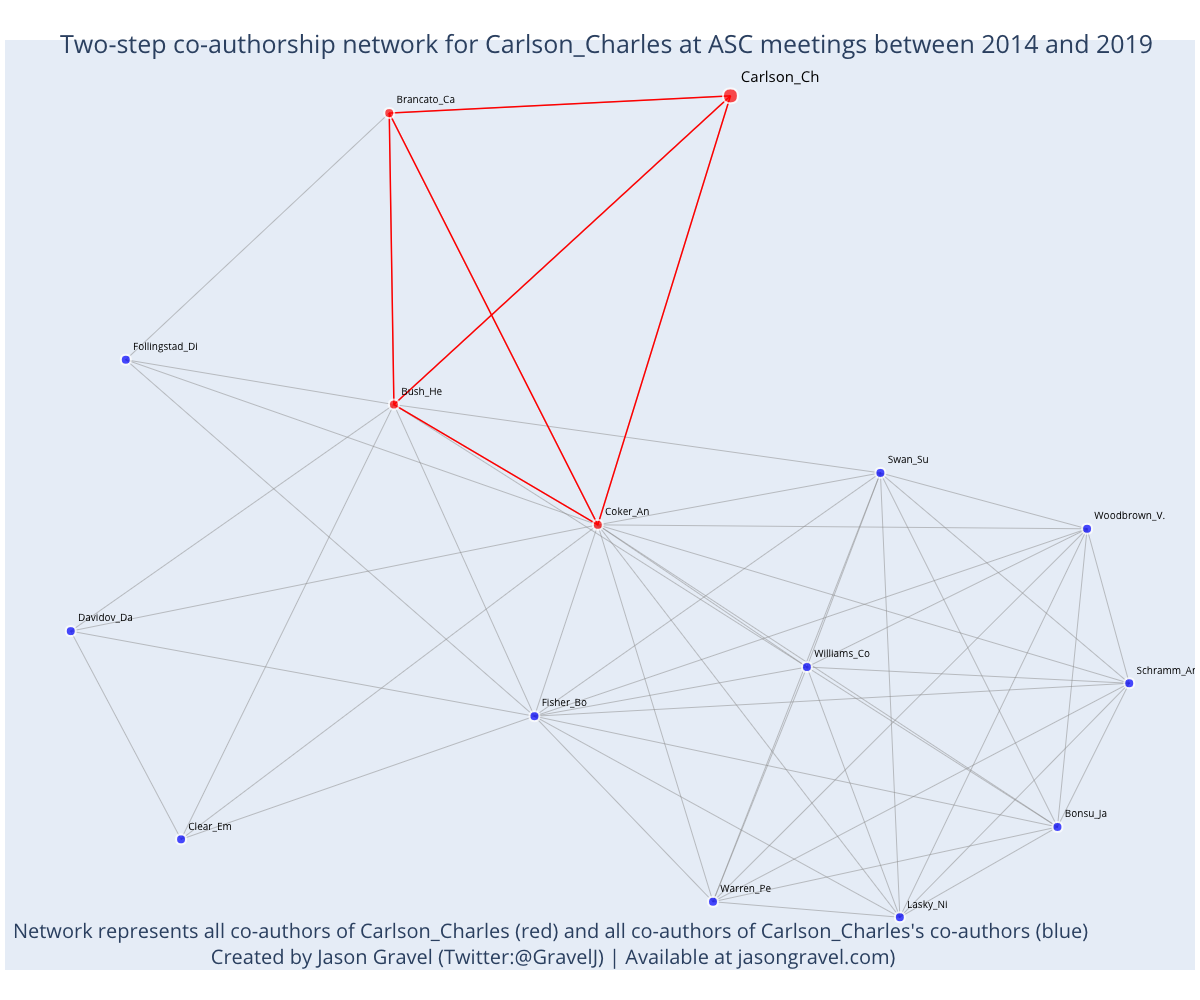 Two-step co-authorship network for Carlson_Charles at ASC meetings between 2014 and 2019
Carlson_Ch
Brancato_Ca
Follingstad_Di
Bush_He
Swan_Su
Coker_An
Woodbrown_V.
Davidov_Da
Williams_Co
Schramm_An
Fisher_Bo
Bonsu_Ja
Clear_Em
Warren_Pe
Lasky_Ni
Network represents all co-authors of Carlson_Charles (red) and all co-authors of Carlson_Charles's co-authors (blue)
Created by Jason Gravel (Twitter:@GravelJ) | Available at jasongravel.com)